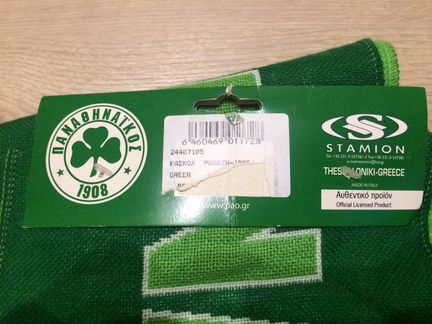 ΠΑΝΑΘΗΝΑΪΚΟΣ
1908
6 460469 011728
24407105
ΚΑΣΚΟΛ
GREEN
www.pao.gr
S
STAMION
THESSALONIKI-GREECE
MADE IN ITALY
Αυθεντικό προϊόν
Official Licensed Product